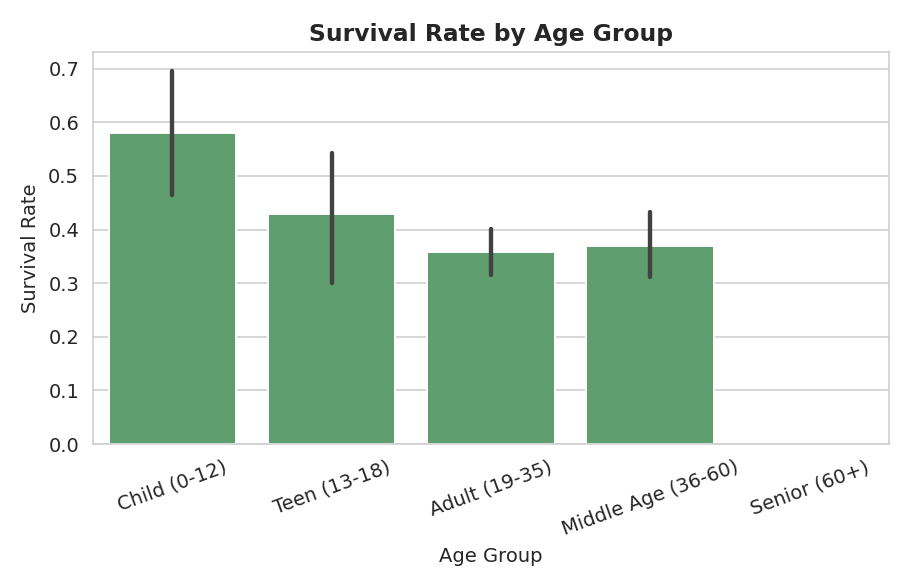 Survival Rate by Age Group
Survival Rate
0.7
0.6
0.5
0.4
0.3
0.2
0.1
0.0
Child (0-12)
Teen (13-18)
Adult (19-35)
Middle Age (36-60)
Senior (60+)
Age Group